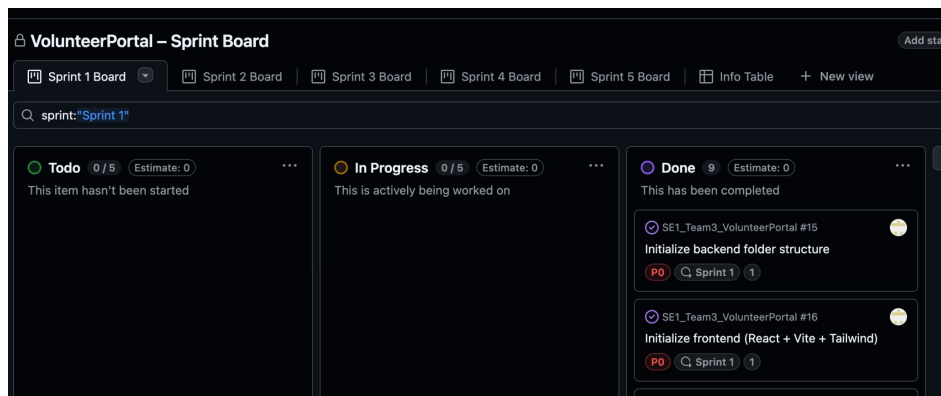 VolunteerPortal – Sprint Board
Add sta
Sprint 1 Board
Sprint 2 Board
Sprint 3 Board
Sprint 4 Board
Sprint 5 Board
Info Table
+ New view
sprint:"Sprint 1"
Todo 0 / 5 Estimate: 0 ...
This item hasn't been started
In Progress 0 / 5 Estimate: 0 ...
This is actively being worked on
Done 9 Estimate: 0 ...
This has been completed
SE1_Team3_VolunteerPortal #15
Initialize backend folder structure
P0 Sprint 1 1
SE1_Team3_VolunteerPortal #16
Initialize frontend (React + Vite + Tailwind)
P0 Sprint 1 1